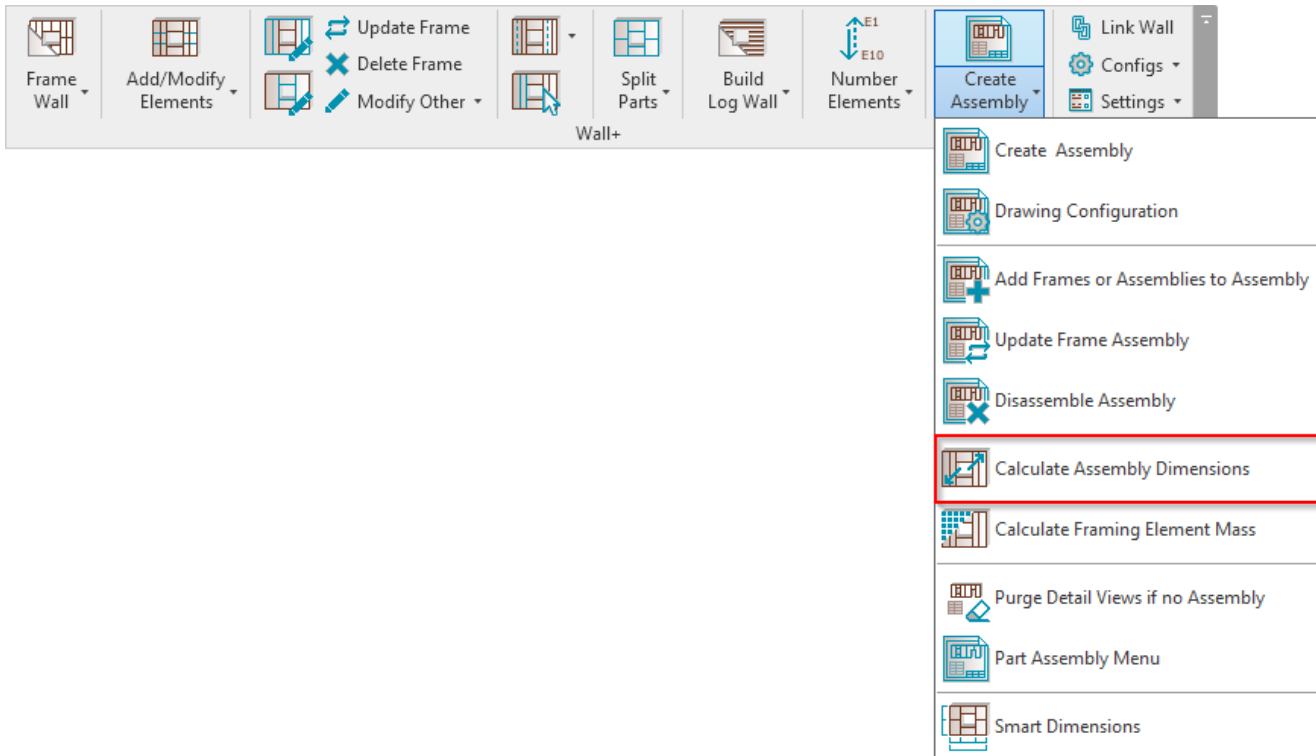 Frame
Wall
Add/Modify
Elements
Update Frame
Delete Frame
Modify Other
Split
Parts
Build
Log Wall
E1
E10
Number
Elements
Create
Assembly
Link Wall
Configs
Settings
Wall+
Create Assembly
Drawing Configuration
Add Frames or Assemblies to Assembly
Update Frame Assembly
Disassemble Assembly
Calculate Assembly Dimensions
Calculate Framing Element Mass
Purge Detail Views if no Assembly
Part Assembly Menu
Smart Dimensions